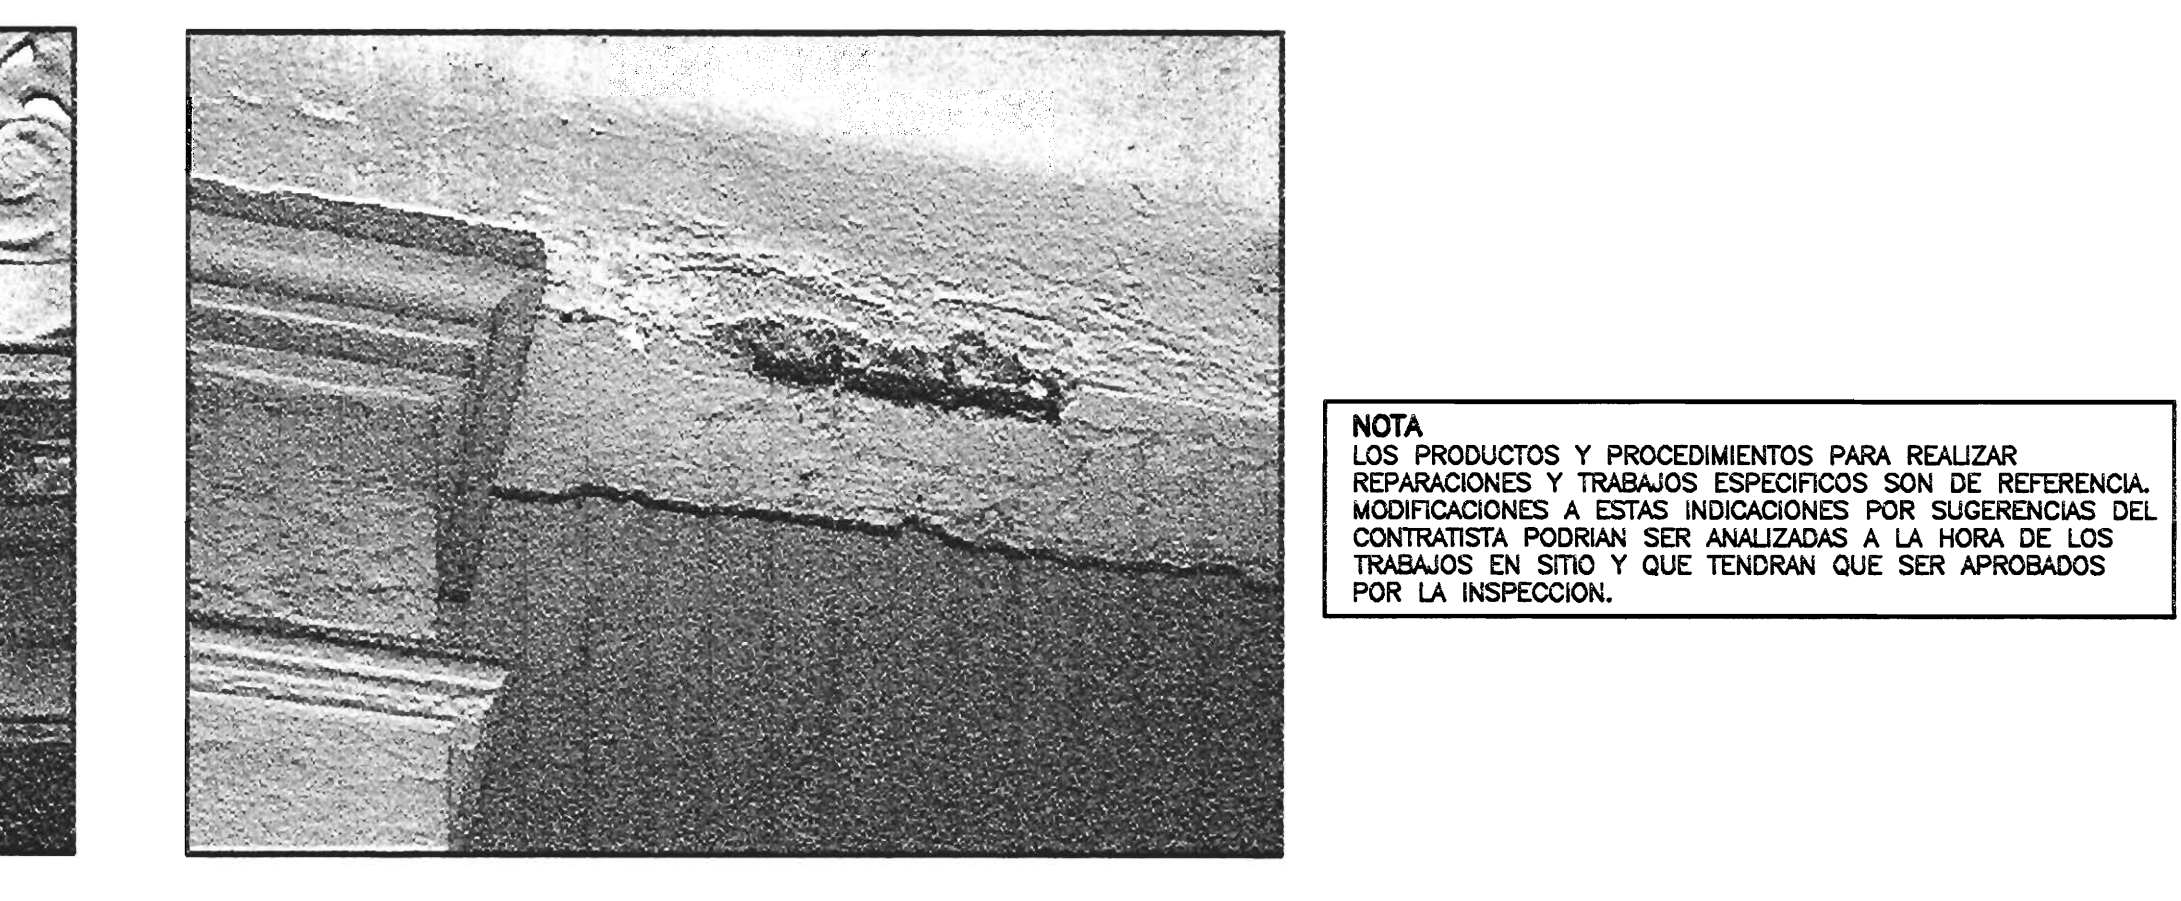 NOTA
LOS PRODUCTOS Y PROCEDIMIENTOS PARA REALIZAR
REPARACIONES Y TRABAJOS ESPECIFICOS SON DE REFERENCIA.
MODIFICACIONES A ESTAS INDICACIONES POR SUGERENCIAS DEL
CONTRATISTA PODRIAN SER ANALIZADAS A LA HORA DE LOS
TRABAJOS EN SITIO Y QUE TENDRAN QUE SER APROBADOS
POR LA INSPECCION.